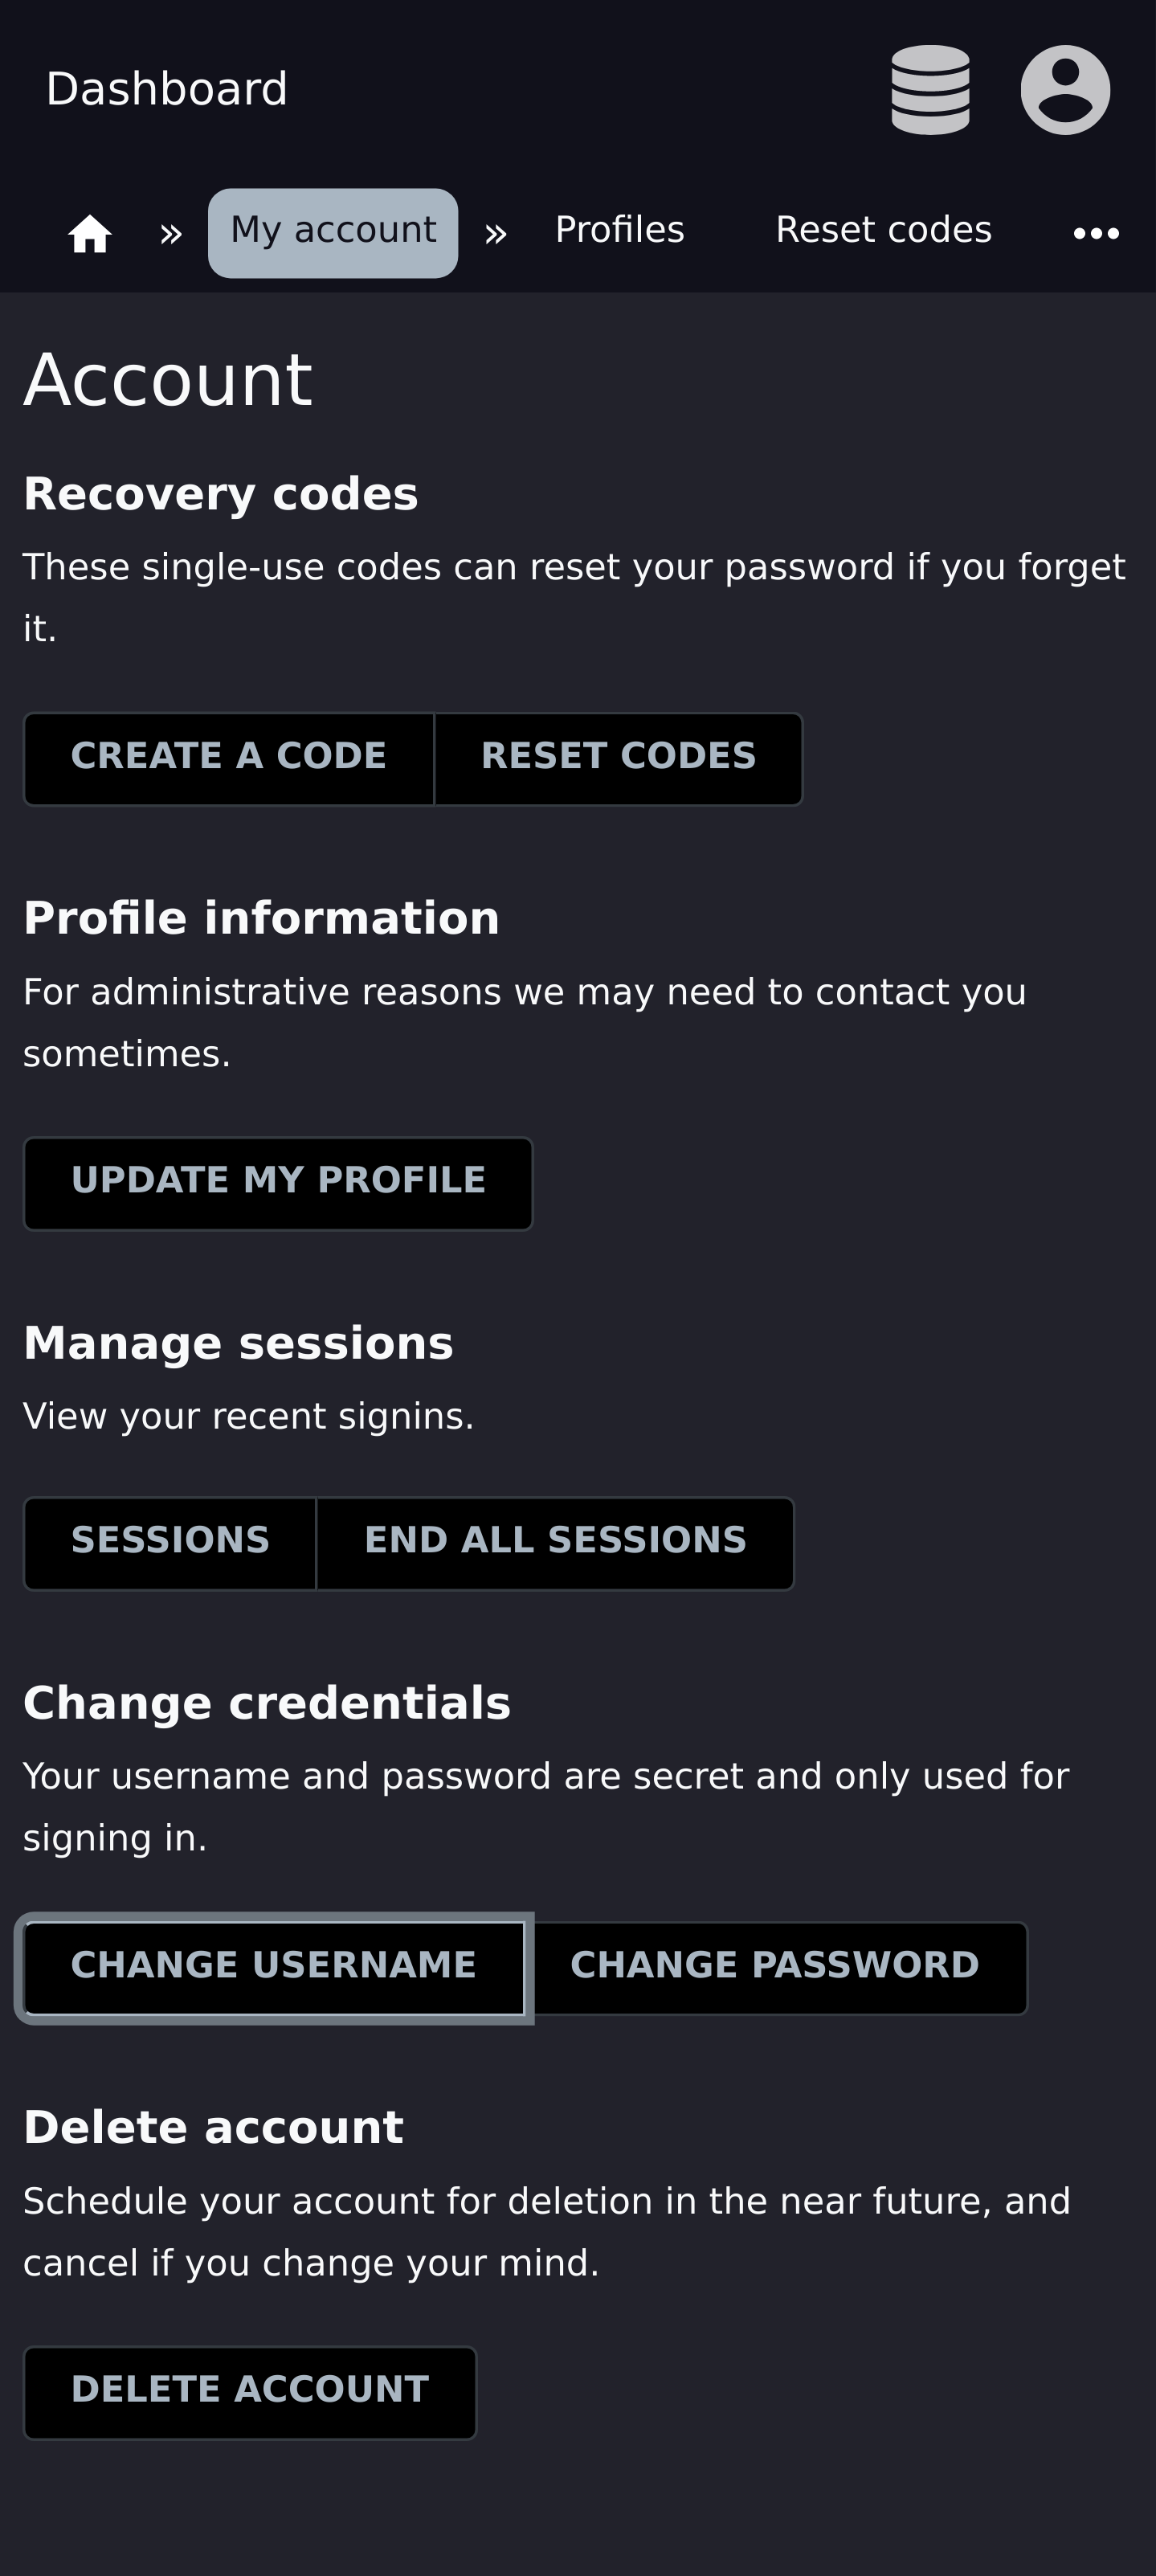 Dashboard
» My account » Profiles Reset codes
Account
Recovery codes
These single-use codes can reset your password if you forget
it.
CREATE A CODE RESET CODES
Profile information
For administrative reasons we may need to contact you
sometimes.
UPDATE MY PROFILE
Manage sessions
View your recent signins.
SESSIONS END ALL SESSIONS
Change credentials
Your username and password are secret and only used for
signing in.
CHANGE USERNAME CHANGE PASSWORD
Delete account
Schedule your account for deletion in the near future, and
cancel if you change your mind.
DELETE ACCOUNT